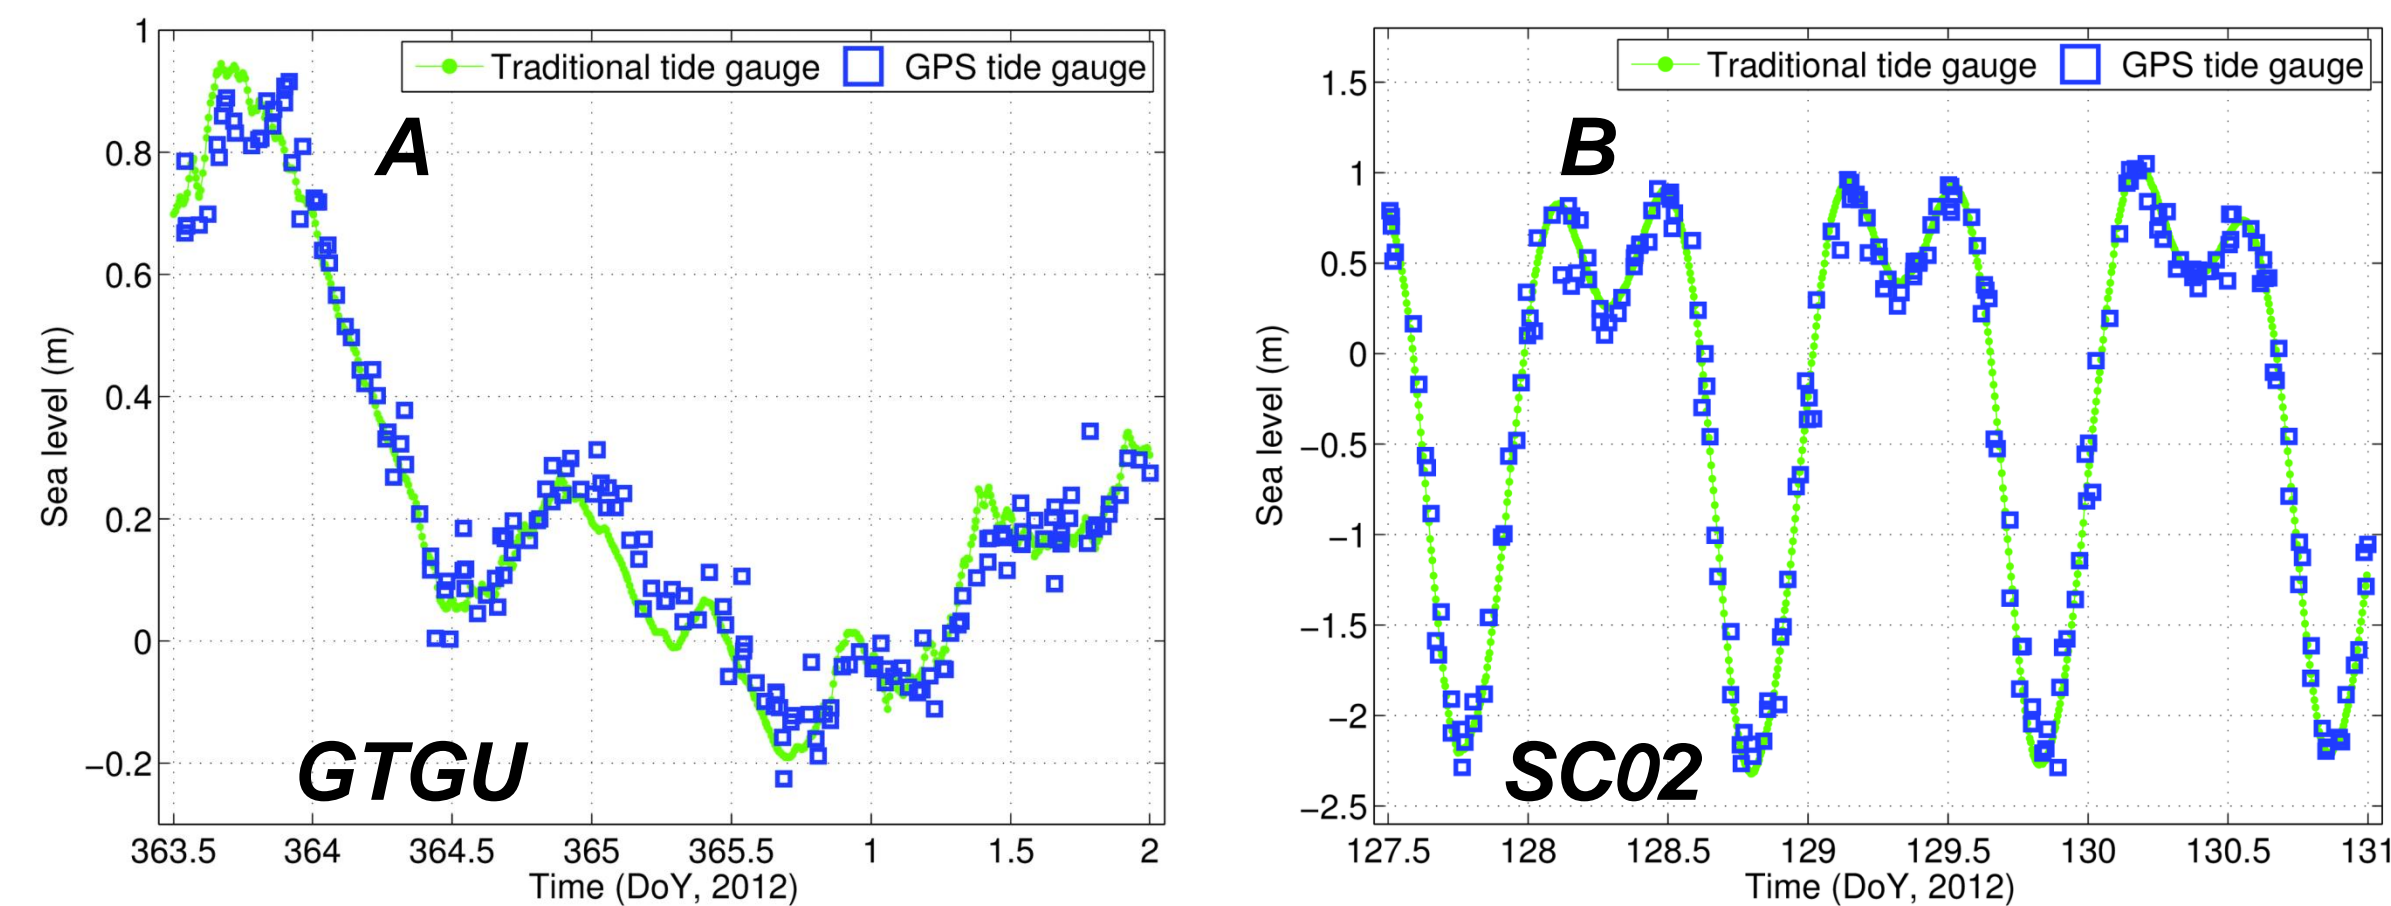 Traditional tide gauge GPS tide gauge
A
GTGU
Sea level (m)
1
0.8
0.6
0.4
0.2
0
−0.2
363.5 364 364.5 365 365.5 1 1.5 2
Time (DoY, 2012)
Traditional tide gauge GPS tide gauge
B
SC02
Sea level (m)
1.5
1
0.5
0
−0.5
−1
−1.5
−2
−2.5
127.5 128 128.5 129 129.5 130 130.5 131
Time (DoY, 2012)